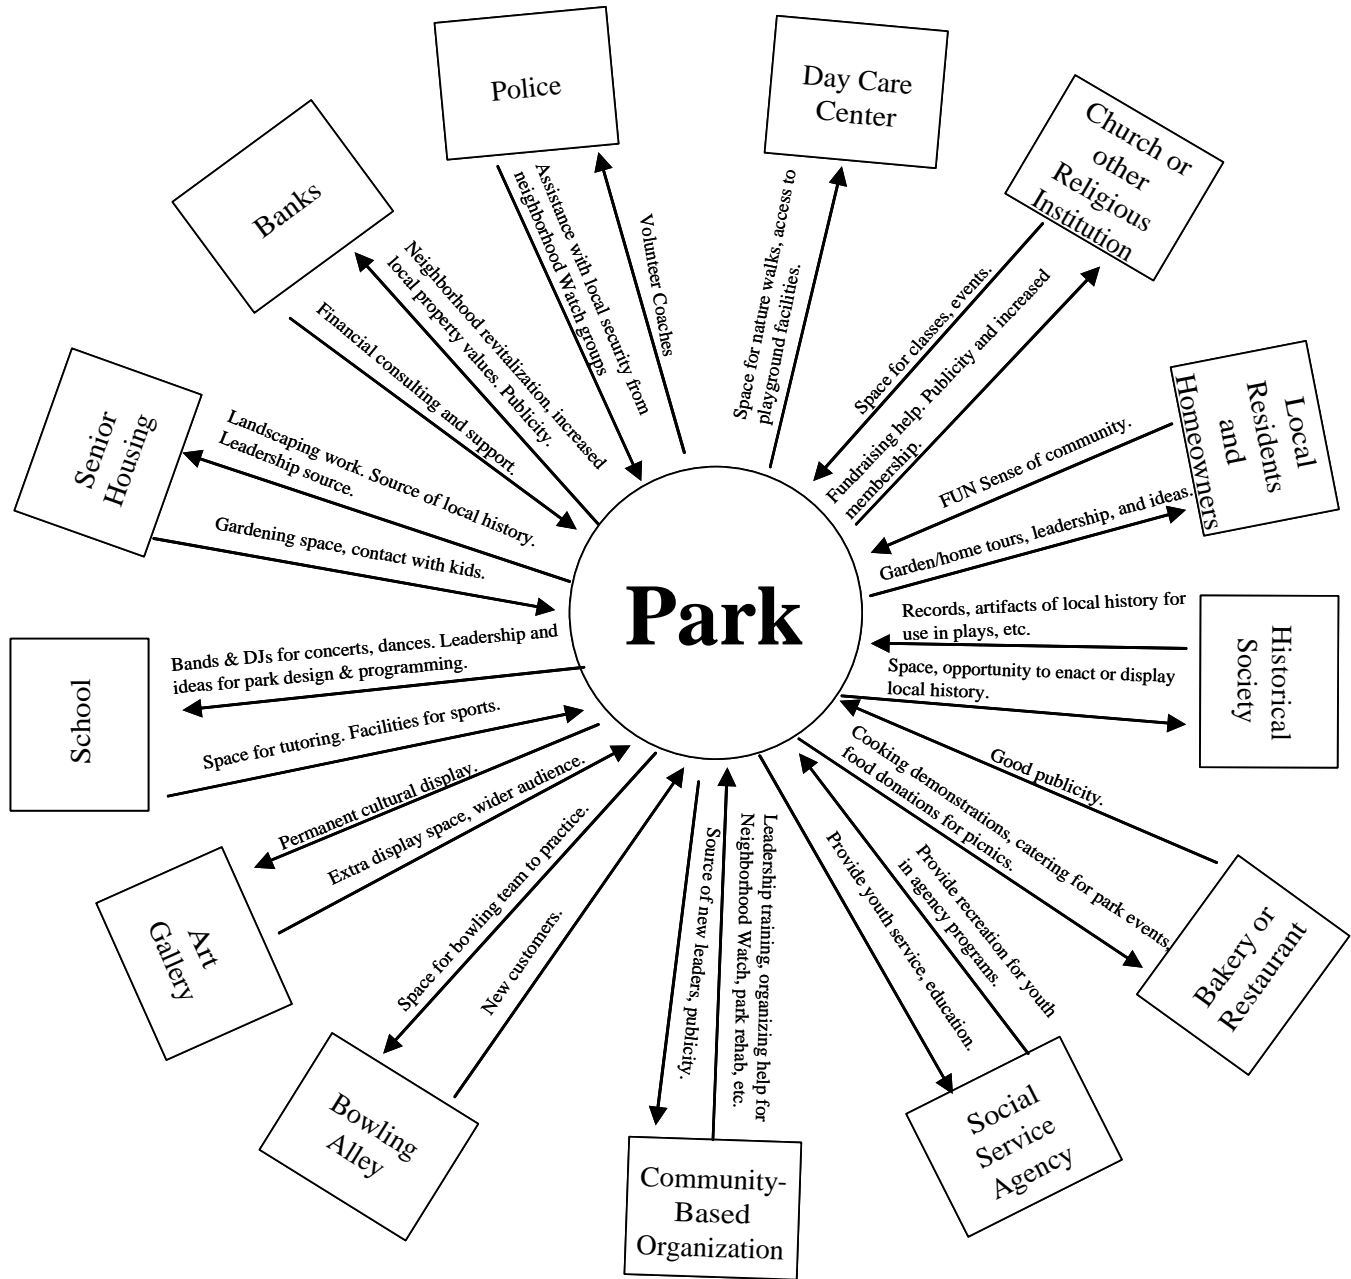 Police
Day Care
Center
Church or
other
Religious
Institution
Banks
Assistance with local security from
neighborhood Watch groups
Volunteer Coaches
Space for nature walks, access to
playground facilities.
Space for classes, events.
Fundraising help. Publicity and increased
membership.
Neighborhood revitalization, increased
local property values. Publicity.
Financial consulting and support.
Local
Residents
and
Homeowners
FUN Sense of community.
Garden/home tours, leadership, and ideas.
Senior
Housing
Landscaping work. Source of local history.
Leadership source.
Gardening space, contact with kids.
Park
Records, artifacts of local history for
use in plays, etc.
Space, opportunity to enact or display
local history.
Historical
Society
School
Bands & DJs for concerts, dances. Leadership and
ideas for park design & programming.
Space for tutoring. Facilities for sports.
Good publicity.
Cooking demonstrations, catering for park events,
food donations for picnics.
Bakery or
Restaurant
Permanent cultural display.
Extra display space, wider audience.
Art
Gallery
Space for bowling team to practice.
New customers.
Bowling
Alley
Source of new leaders, publicity.
Leadership training, organizing help for
Neighborhood Watch, park rehab, etc.
Community-
Based
Organization
Provide youth service, education.
Provide recreation for youth
in agency programs.
Social
Service
Agency